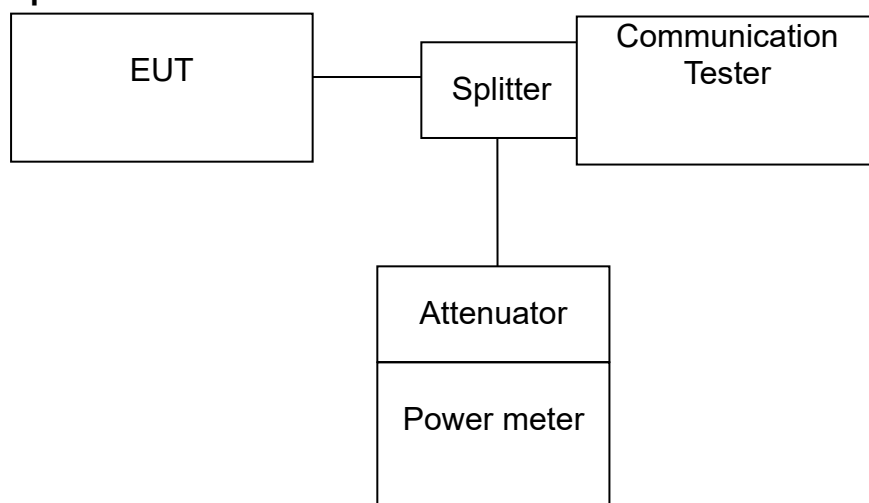 EUT
Splitter
Communication
Tester
Attenuator
Power meter